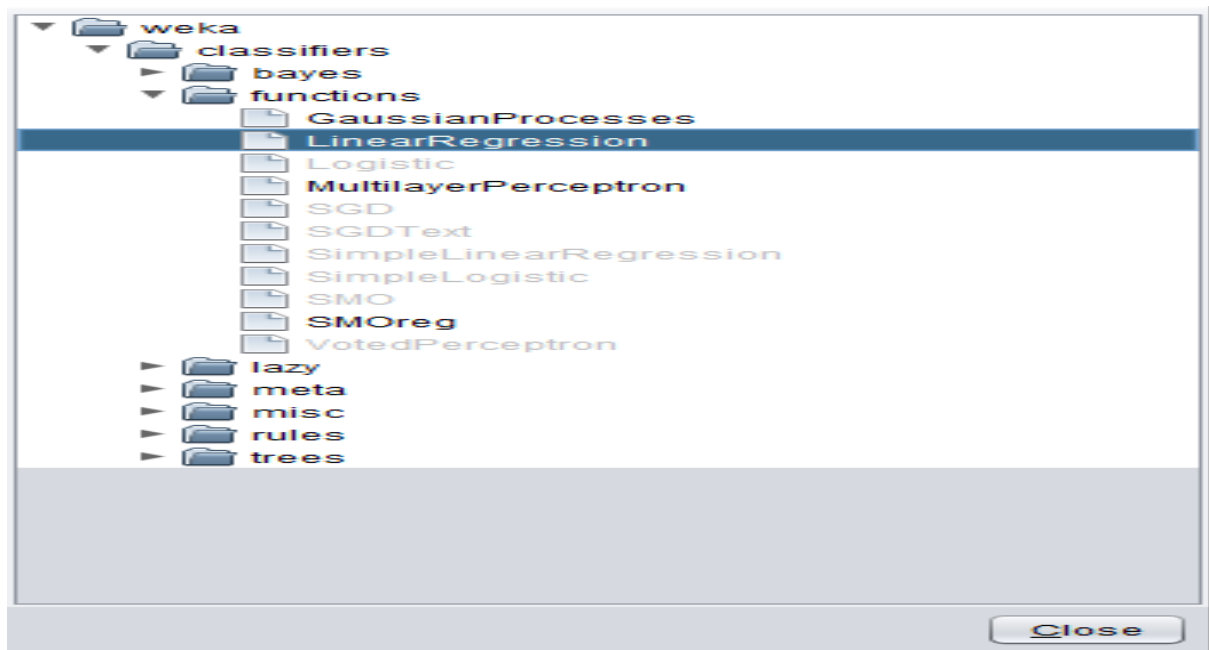 weka
classifiers
bayes
functions
GaussianProcesses
LinearRegression
Logistic
MultilayerPerceptron
SGD
SGDText
SimpleLinearRegression
SimpleLogistic
SMO
SMOreg
VotedPerceptron
lazy
meta
misc
rules
trees
Close